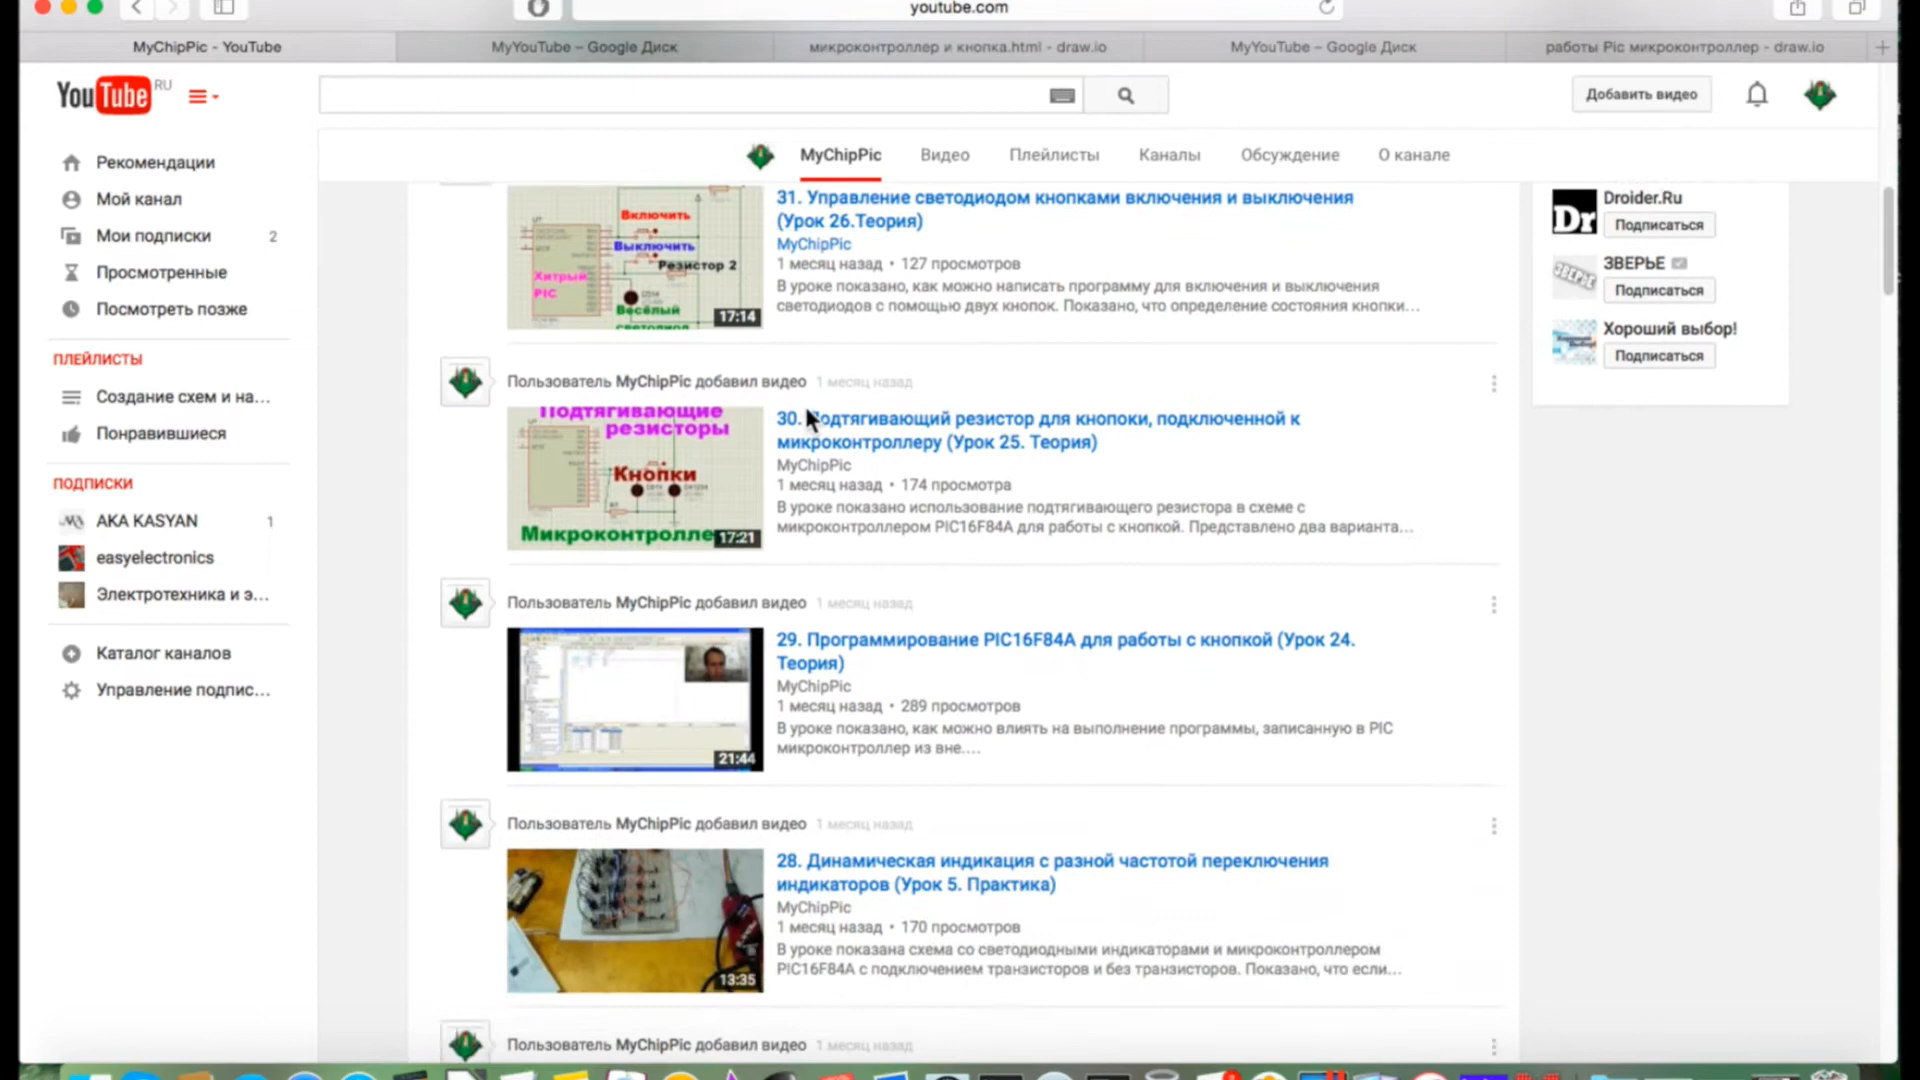 youtube.com
MyChipPic - YouTube
MyYouTube – Google Диск
микроконтроллер и кнопка.html - draw.io
MyYouTube – Google Диск
работы Pic микроконтроллер - draw.io
YouTube RU
Добавить видео
MyChipPic
Видео
Плейлисты
Каналы
Обсуждение
О канале
Рекомендации
Мой канал
Мои подписки 2
Просмотренные
Посмотреть позже
ПЛЕЙЛИСТЫ
Создание схем и на...
Понравившиеся
ПОДПИСКИ
AKA KASYAN 1
easyelectronics
Электротехника и э...
Каталог каналов
Управление подпис...
Включить
Выключить
Резистор 2
Хитрый
PIC
Весёлый
светодиод
17:14
31. Управление светодиодом кнопками включения и выключения
(Урок 26.Теория)
MyChipPic
1 месяц назад • 127 просмотров
В уроке показано, как можно написать программу для включения и выключения
светодиодов с помощью двух кнопок. Показано, что определение состояния кнопки...
Пользователь MyChipPic добавил видео 1 месяц назад
Подтягивающие
резисторы
Кнопки
Микроконтролле
17:21
30. Подтягивающий резистор для кнопоки, подключенной к
микроконтроллеру (Урок 25. Теория)
MyChipPic
1 месяц назад • 174 просмотра
В уроке показано использование подтягивающего резистора в схеме с
микроконтроллером PIC16F84A для работы с кнопкой. Представлено два варианта...
Пользователь MyChipPic добавил видео 1 месяц назад
21:44
29. Программирование PIC16F84A для работы с кнопкой (Урок 24.
Теория)
MyChipPic
1 месяц назад • 289 просмотров
В уроке показано, как можно влиять на выполнение программы, записанную в PIC
микроконтроллер из вне....
Пользователь MyChipPic добавил видео 1 месяц назад
13:35
28. Динамическая индикация с разной частотой переключения
индикаторов (Урок 5. Практика)
MyChipPic
1 месяц назад • 170 просмотров
В уроке показана схема со светодиодными индикаторами и микроконтроллером
PIC16F84A с подключением транзисторов и без транзисторов. Показано, что если...
Пользователь MyChipPic добавил видео 1 месяц назад
Dr
Droider.Ru
Подписаться
ЗВЕРЬЕ
ЗВЕРЬЕ
Подписаться
Хороший выбор!
Подписаться